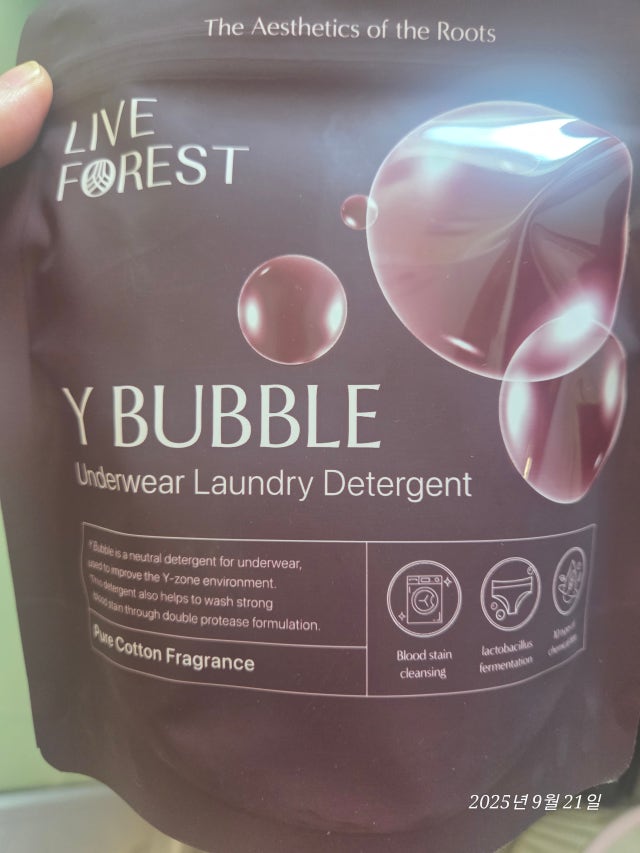 The Aesthetics of the Roots
LIVE
FOREST
Y BUBBLE
Underwear Laundry Detergent
Y Bubble is a neutral detergent for underwear,
used to improve the Y-zone environment.
This detergent also helps to wash strong
blood stain through double protease formulation.
Pure Cotton Fragrance
Blood stain
cleansing
lactobacillus
fermentation
2025년 9월 21일